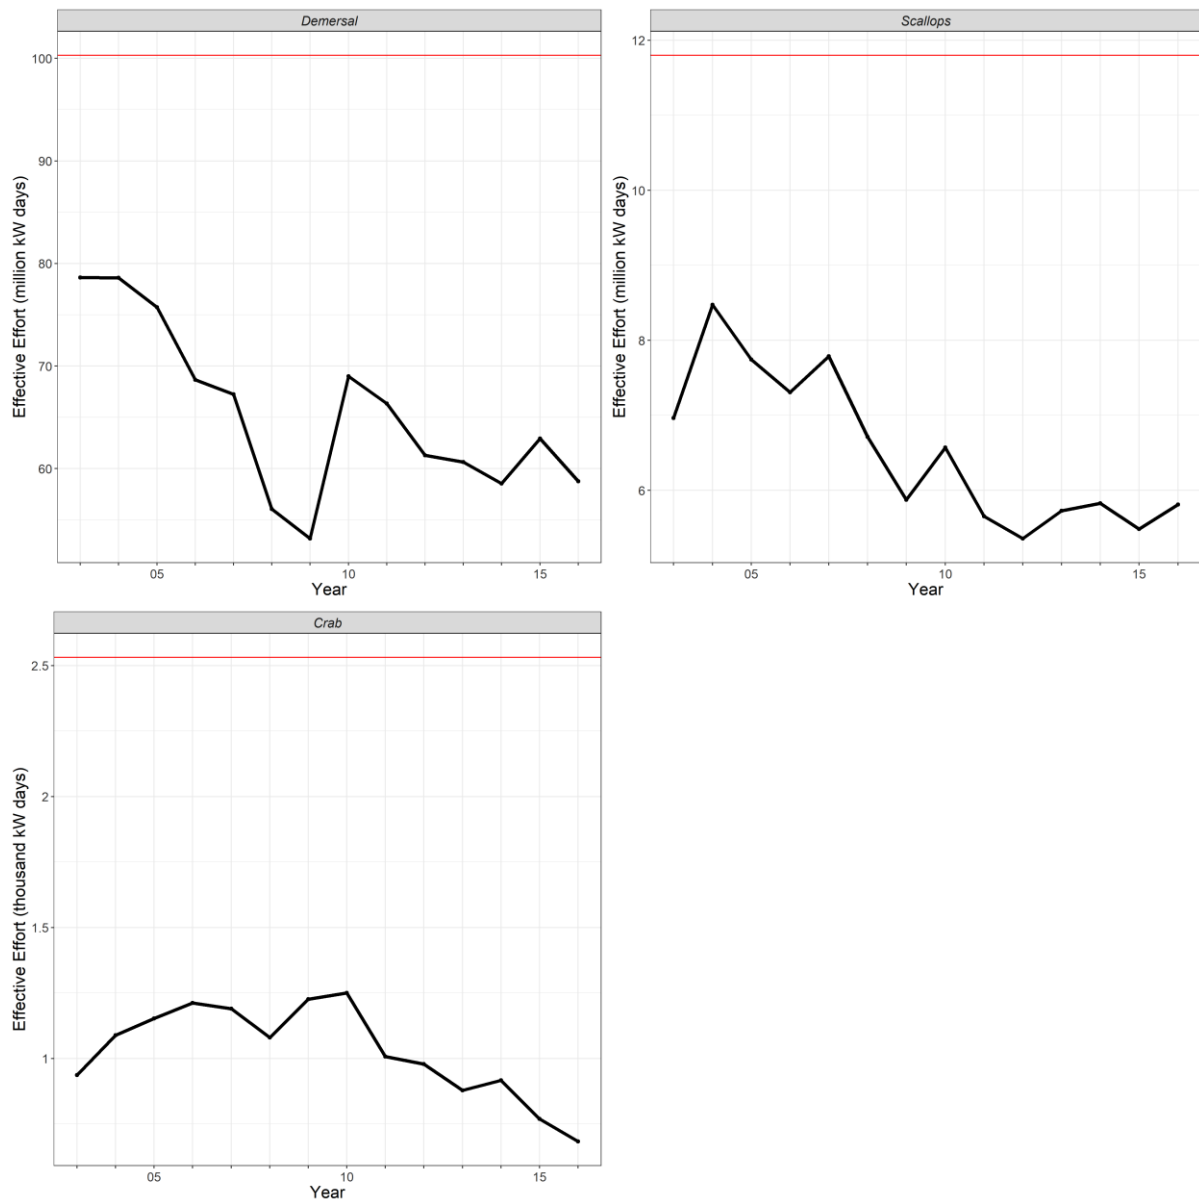 Demersal
Effective Effort (million kW days)
100
90
80
70
60
05 10 15
Year
Scallops
Effective Effort (million kW days)
12
10
8
6
05 10 15
Year
Crab
Effective Effort (thousand kW days)
2.5
2
1.5
1
05 10 15
Year